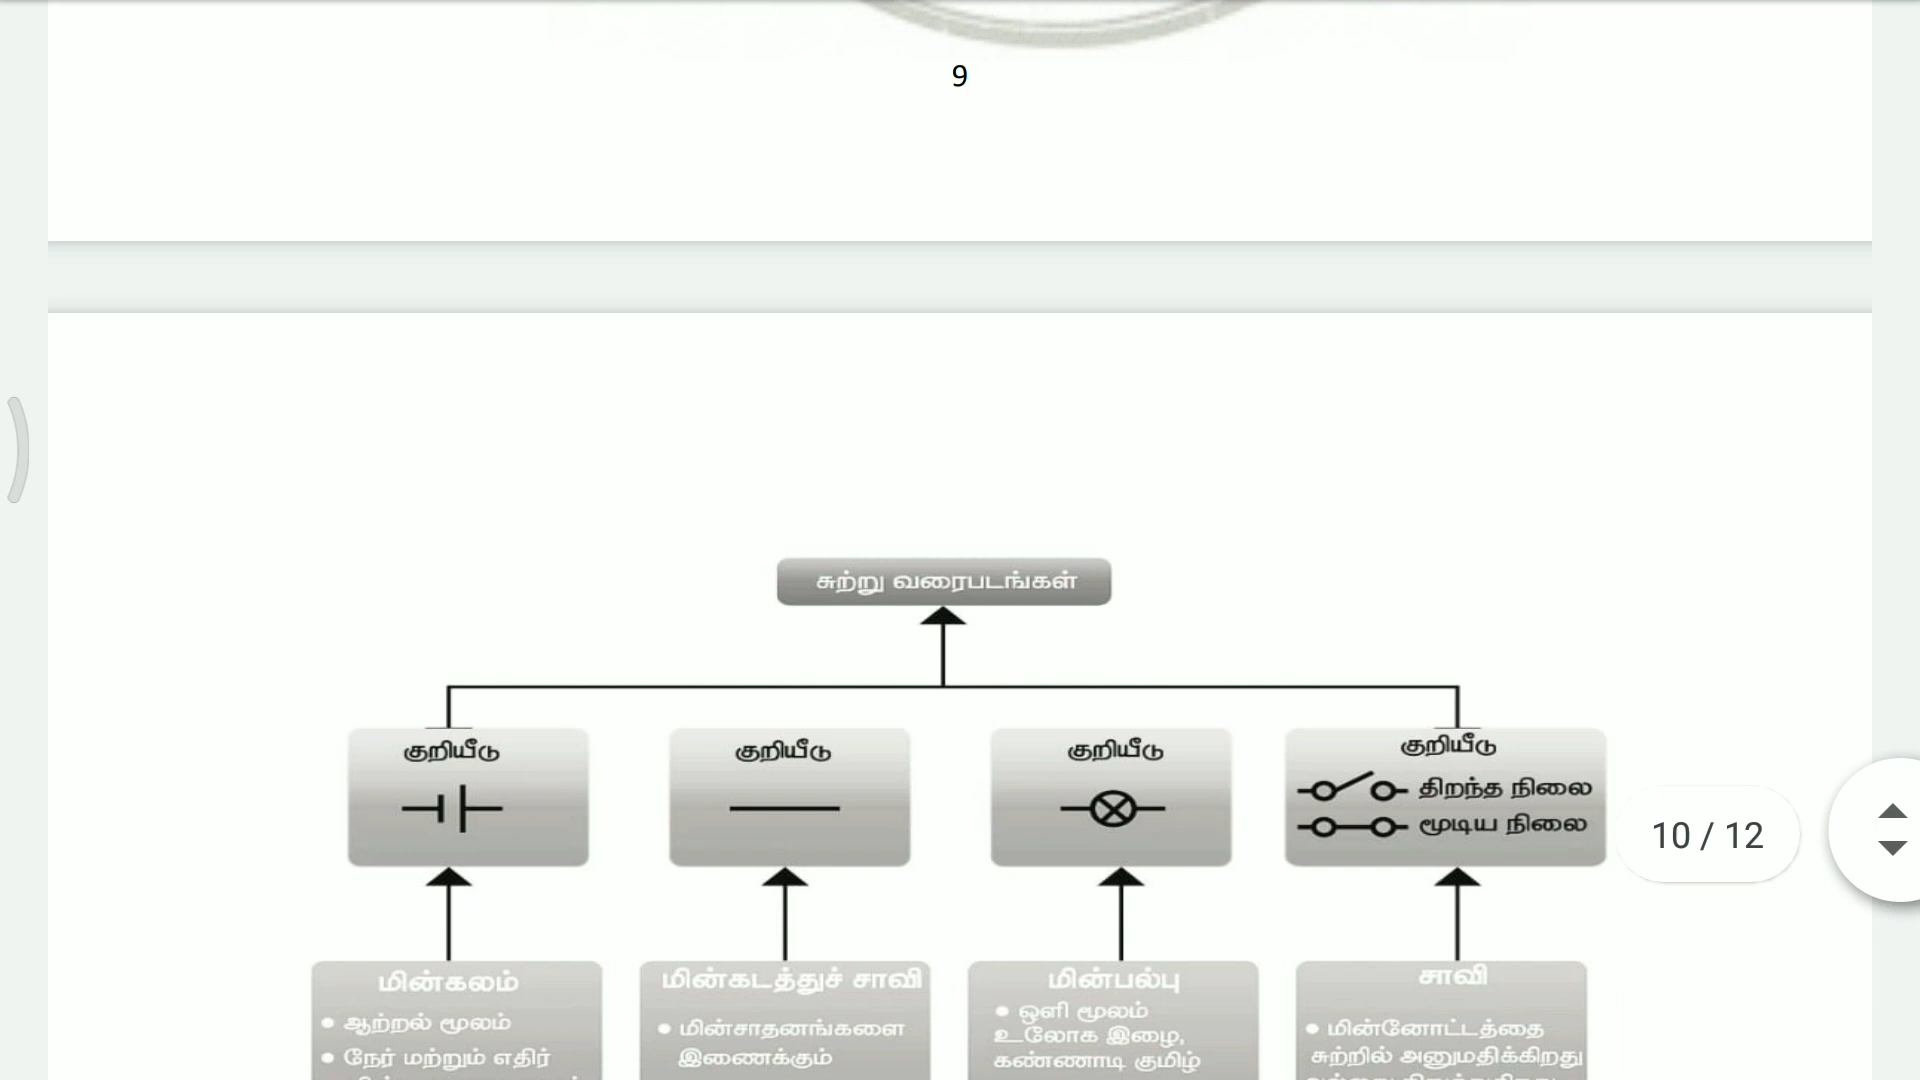 9
சுற்று வரைபடங்கள்
குறியீடு
குறியீடு
குறியீடு
குறியீடு
திறந்த நிலை
மூடிய நிலை
10 / 12
மின்கலம்
● ஆற்றல் மூலம்
● நேர் மற்றும் எதிர்
மின்கடத்துச் சாவி
● மின்சாதனங்களை
இணைக்கும்
மின்பல்பு
● ஒளி மூலம்
உலோக இழை,
கண்ணாடி குமிழ்
சாவி
● மின்னோட்டத்தை
சுற்றில் அனுமதிக்கிறது